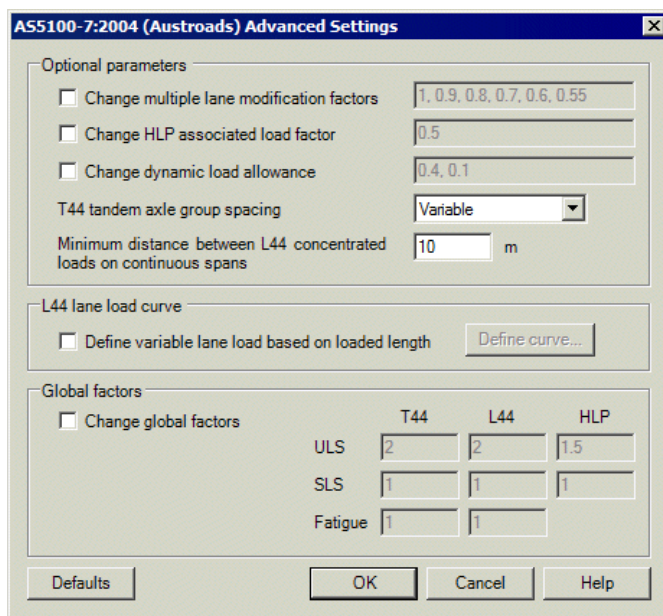 AS5100-7:2004 (Austroads) Advanced Settings
Optional parameters
Change multiple lane modification factors 1, 0.9, 0.8, 0.7, 0.6, 0.55
Change HLP associated load factor 0.5
Change dynamic load allowance 0.4, 0.1
T44 tandem axle group spacing Variable
Minimum distance between L44 concentrated
loads on continuous spans 10 m
L44 lane load curve
Define variable lane load based on loaded length Define curve...
Global factors
Change global factors T44 L44 HLP
ULS 2 2 1.5
SLS 1 1 1
Fatigue 1 1
Defaults OK Cancel Help